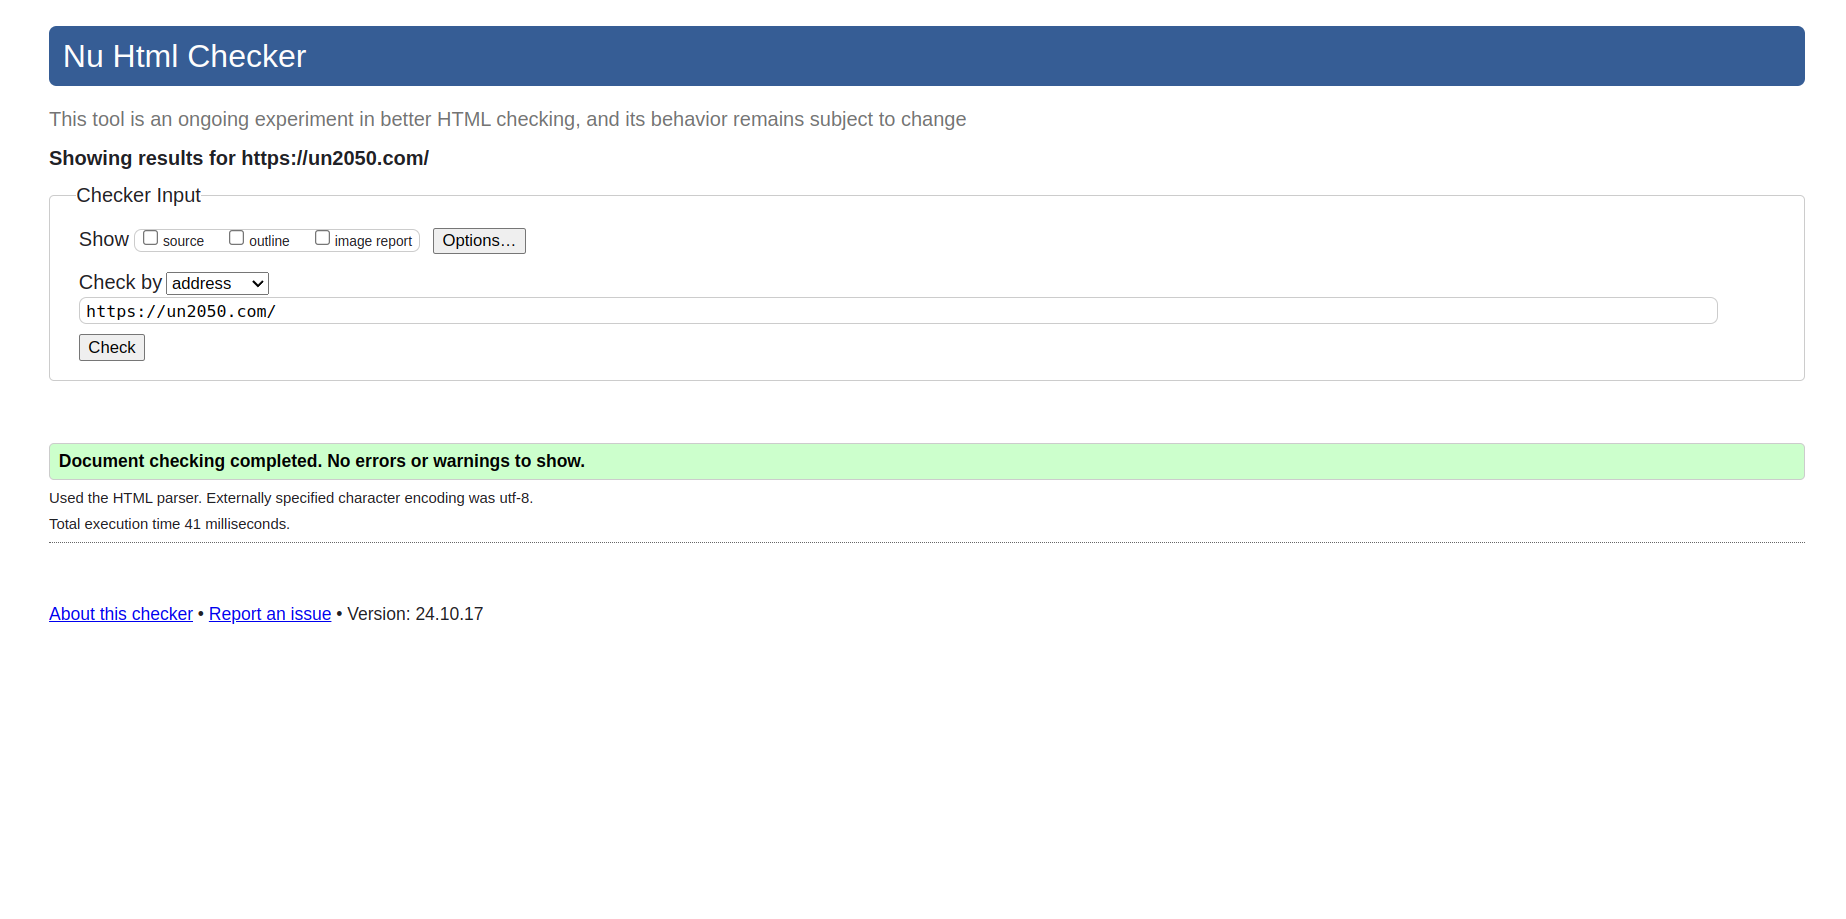 Nu Html Checker
This tool is an ongoing experiment in better HTML checking, and its behavior remains subject to change
Showing results for https://un2050.com/
Checker Input
Show source outline image report Options…
Check by address
https://un2050.com/
Check
Document checking completed. No errors or warnings to show.
Used the HTML parser. Externally specified character encoding was utf-8.
Total execution time 41 milliseconds.
About this checker • Report an issue • Version: 24.10.17